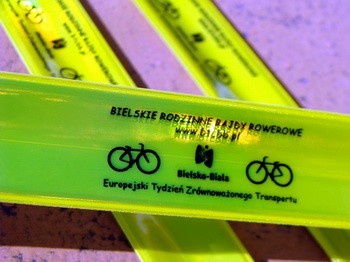 BIELSKIE RODZINNE RAJDY ROWEROWE
Bielsko-Biała
Europejski Tydzień Zrównoważonego Transportu